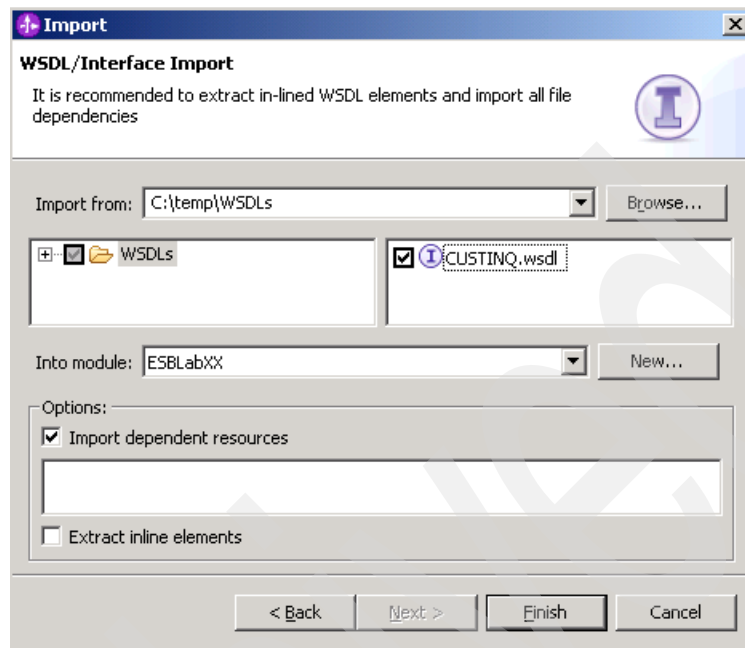 Import
WSDL/Interface Import
It is recommended to extract in-lined WSDL elements and import all file
dependencies
Import from: C:\temp\WSDLs Browse...
WSDLs CUSTINQ.wsdl
Into module: ESBLabXX New...
Options:
Import dependent resources
Extract inline elements
< Back Next > Finish Cancel